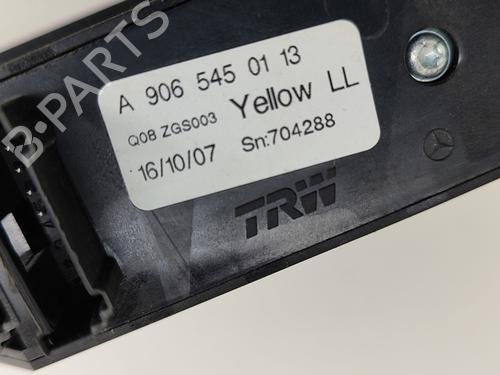 A 906 545 01 13
Q08 ZGS003 Yellow LL
16/10/07 Sn:704288
TRW
B-PARTS